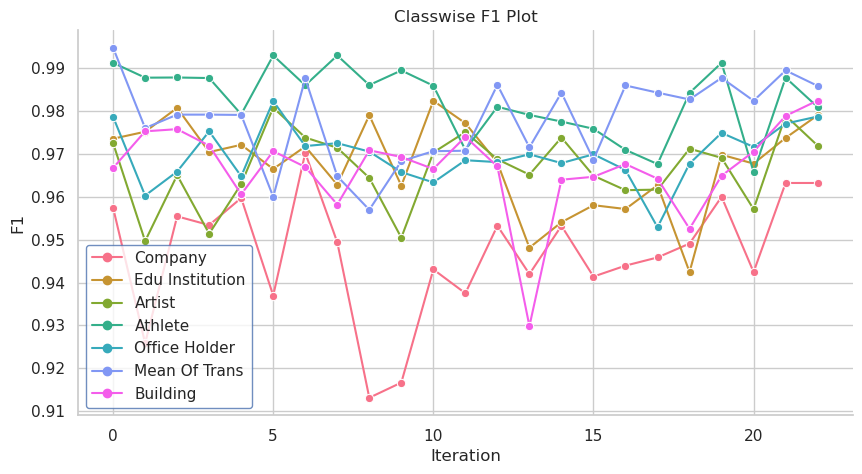 Classwise F1 Plot
F1
0.99
0.98
0.97
0.96
0.95
0.94
0.93
0.92
0.91
Company
Edu Institution
Artist
Athlete
Office Holder
Mean Of Trans
Building
0 5 10 15 20
Iteration